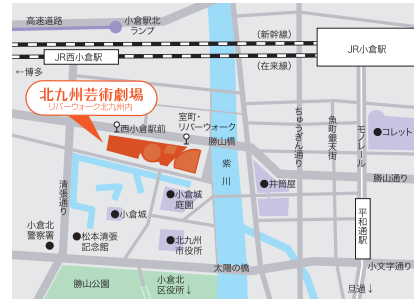 高速道路
小倉駅北
ランプ
(新幹線)
JR西小倉駅
JR小倉駅
(在来線)
←博多
北九州芸術劇場
リバーウォーク北九州内
西小倉駅前
室町・
リバーウォーク
勝山橋
ちゅうぎん通り
魚町銀天街
モノレール
コレット
紫川
清張通り
小倉城
庭園
井筒屋
勝山通り
小倉城
平和通駅
小倉北
警察署
松本清張
記念館
北九州
市役所
太陽の橋
小文字通り
勝山公園
小倉北
区役所↓
旦過↓